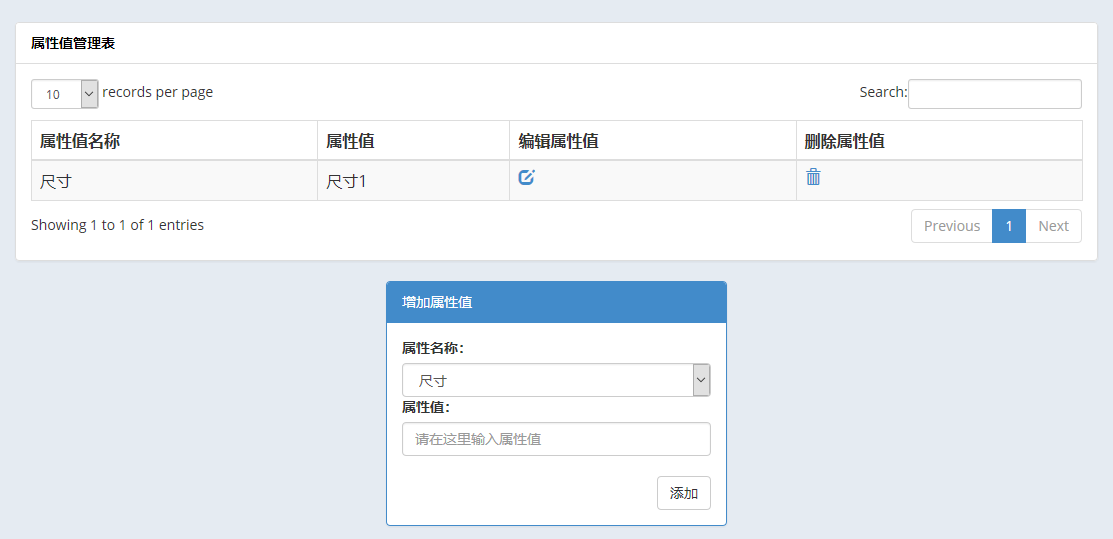 属性值管理表
10 records per page Search:
属性值名称 属性值 编辑属性值 删除属性值
尺寸 尺寸1
Showing 1 to 1 of 1 entries Previous 1 Next
增加属性值
属性名称:
尺寸
属性值:
请在这里输入属性值
添加